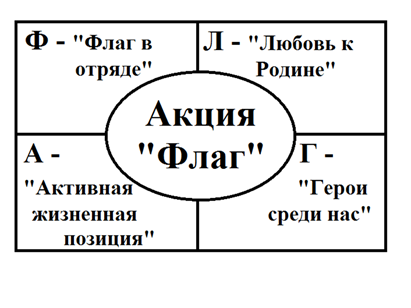 Ф - "Флаг в
отряде"
Л - "Любовь к
Родине"
Акция
"Флаг"
А -
"Активная
жизненная
позиция"
Г -
"Герои
среди нас"